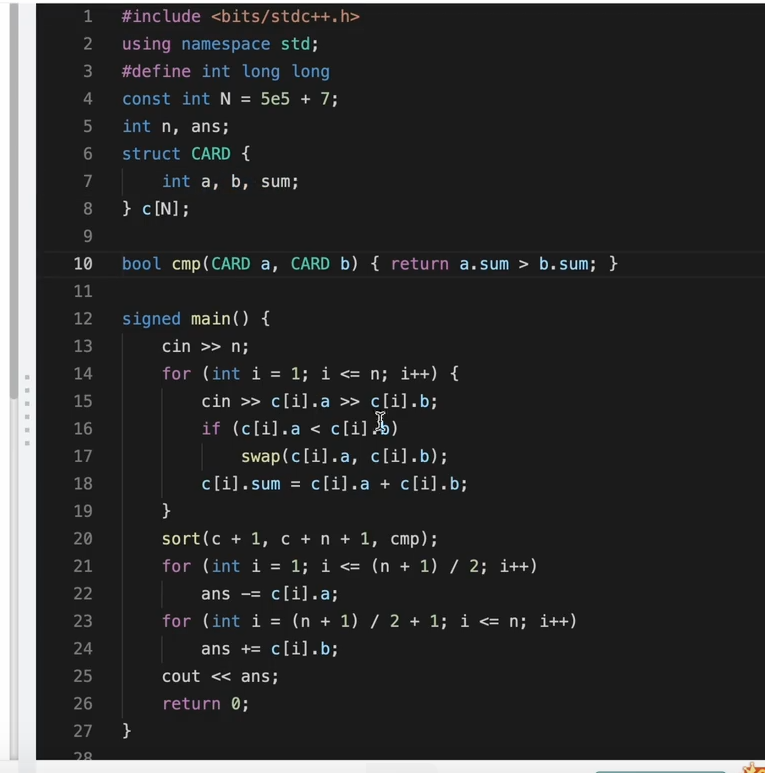 1 #include <bits/stdc++.h>
2 using namespace std;
3 #define int long long
4 const int N = 5e5 + 7;
5 int n, ans;
6 struct CARD {
7 int a, b, sum;
8 } c[N];
9
10 bool cmp(CARD a, CARD b) { return a.sum > b.sum; }
11
12 signed main() {
13 cin >> n;
14 for (int i = 1; i <= n; i++) {
15 cin >> c[i].a >> c[i].b;
16 if (c[i].a < c[i].b)
17 swap(c[i].a, c[i].b);
18 c[i].sum = c[i].a + c[i].b;
19 }
20 sort(c + 1, c + n + 1, cmp);
21 for (int i = 1; i <= (n + 1) / 2; i++)
22 ans -= c[i].a;
23 for (int i = (n + 1) / 2 + 1; i <= n; i++)
24 ans += c[i].b;
25 cout << ans;
26 return 0;
27 }
28